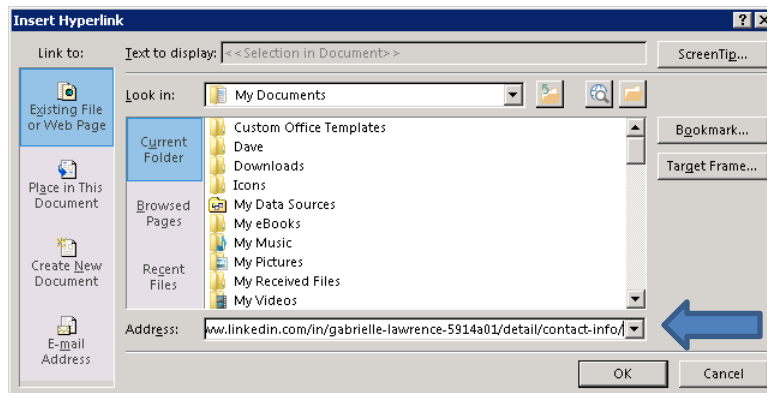 Insert Hyperlink
Link to:
Text to display: <<Selection in Document>>
ScreenTip...
Existing File
or Web Page
Look in: My Documents
Place in This
Document
Create New
Document
E-mail
Address
Current
Folder
Browsed
Pages
Recent
Files
Custom Office Templates
Dave
Downloads
Icons
My Data Sources
My eBooks
My Music
My Pictures
My Received Files
My Videos
Bookmark...
Target Frame...
Address: ww.linkedin.com/in/gabrielle-lawrence-5914a01/detail/contact-info/
OK
Cancel